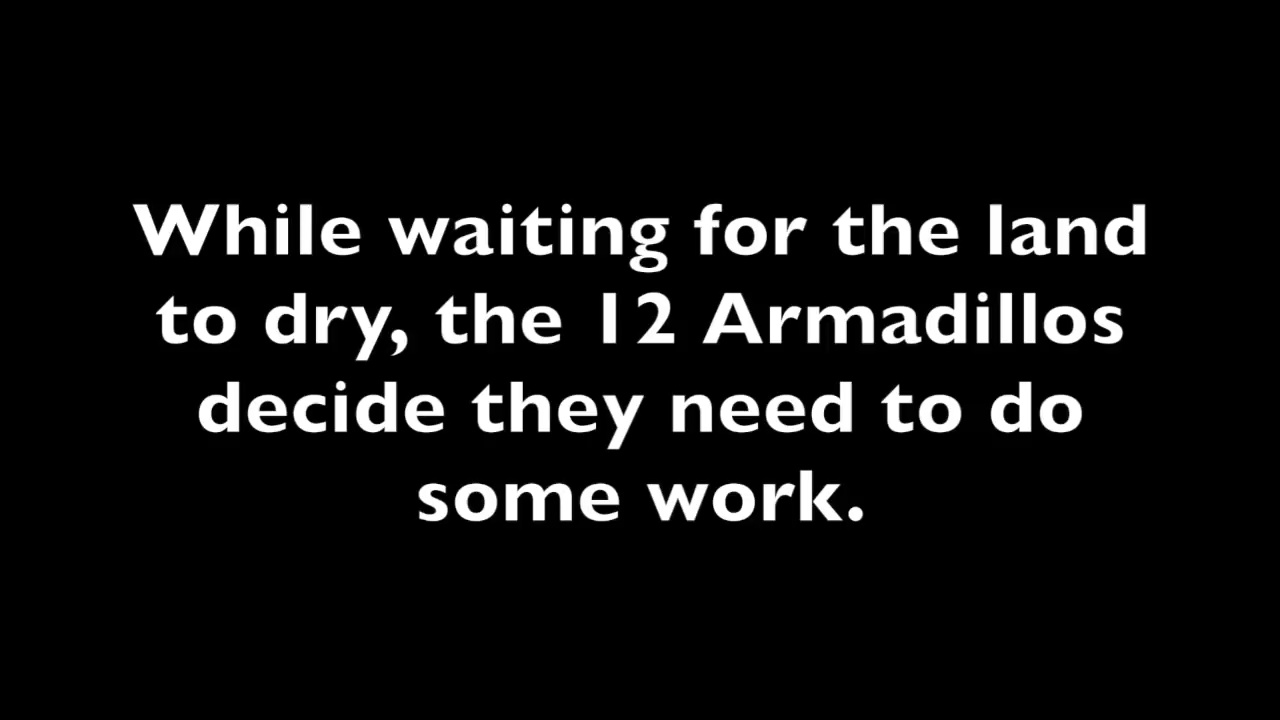 While waiting for the land
to dry, the 12 Armadillos
decide they need to do
some work.